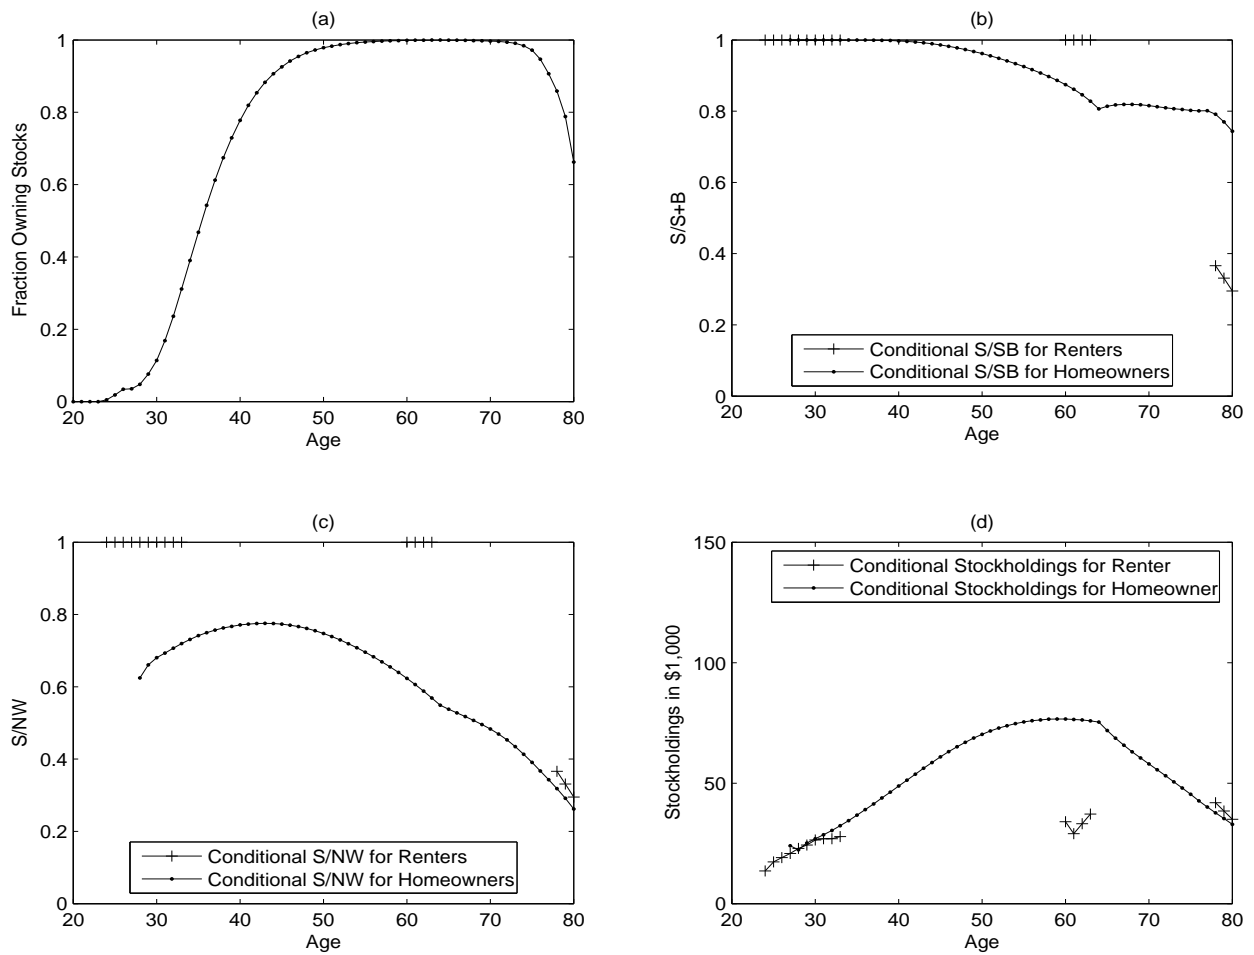 (a)
1
0.8
0.6
0.4
0.2
0
20 30 40 50 60 70 80
Age
Fraction Owning Stocks
(b)
1
0.8
0.6
0.4
0.2
0
20 30 40 50 60 70 80
Age
S/S+B
Conditional S/SB for Renters
Conditional S/SB for Homeowners
(c)
1
0.8
0.6
0.4
0.2
0
20 30 40 50 60 70 80
Age
S/NW
Conditional S/NW for Renters
Conditional S/NW for Homeowners
(d)
150
100
50
0
20 30 40 50 60 70 80
Age
Stockholdings in $1,000
Conditional Stockholdings for Renter
Conditional Stockholdings for Homeowner